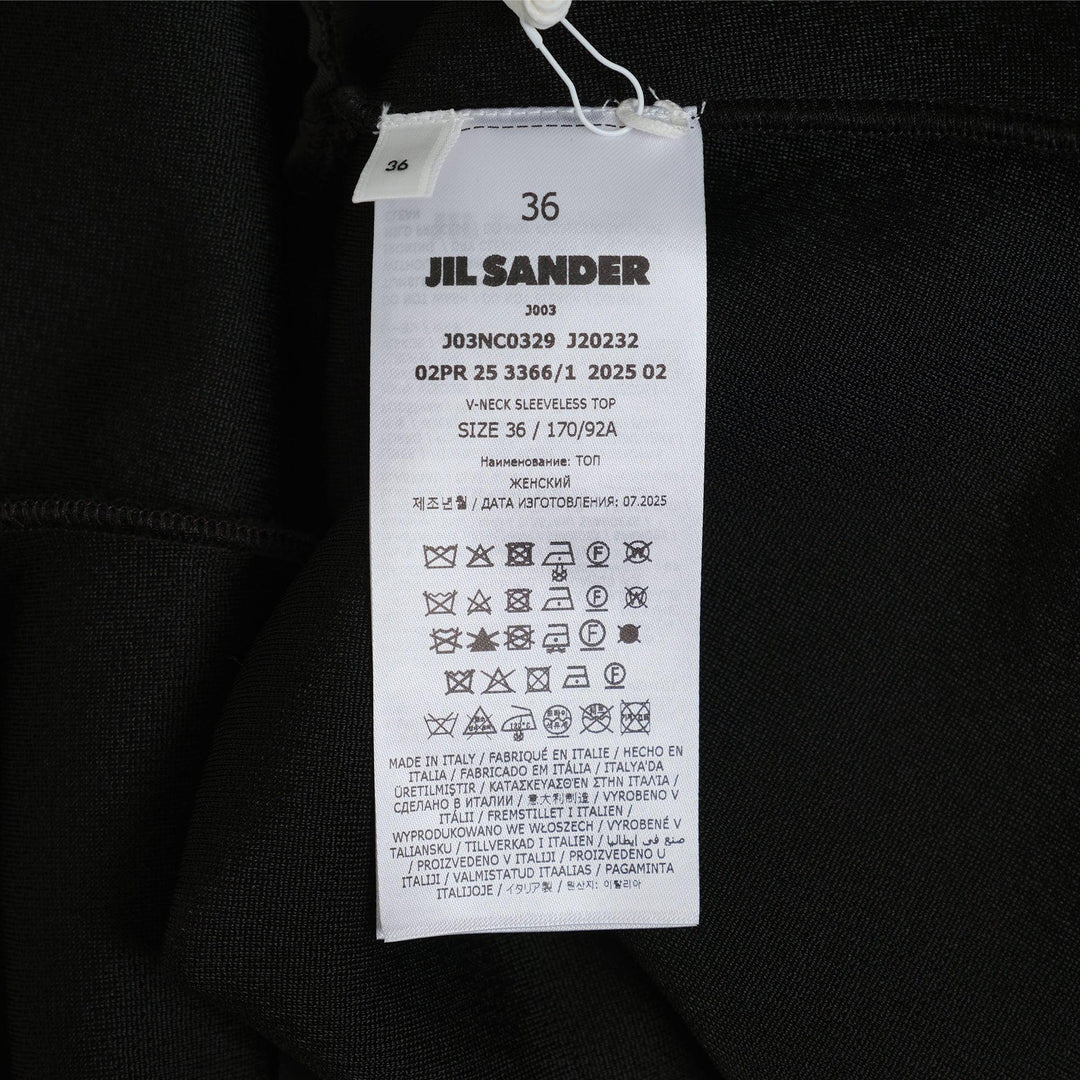 36
36
JIL SANDER
J003
J03NC0329 J20232
02PR 25 3366/1 2025 02
V-NECK SLEEVELESS TOP
SIZE 36 / 170/92A
Наименование: ТОП
ЖЕНСКИЙ
제조년월 / ДАТА ИЗГОТОВЛЕНИЯ: 07.2025
F W
F W
F
F
120°C
MADE IN ITALY / FABRIQUÉ EN ITALIE / HECHO EN
ITALIA / FABRICADO EM ITÁLIA / ITALYA'DA
ÜRETILMIŞTIR / ΚΑΤΑΣΚΕΥΑΣΘΕΝ ΣΤΗΝ ΙΤΑΛΙΑ /
СДЕЛАНО В ИТАЛИИ / 意大利制造 / VYROBENO V
ITÁLII / FREMSTILLET I ITALIEN /
WYPRODUKOWANO WE WŁOSZECH / VYROBENÉ V
TALIANSKU / TILLVERKAD I ITALIEN / صنع في إيطاليا
/ PROIZVEDENO V ITALIJI / PROIZVEDENO U
ITALIJI / VALMISTATUD ITAALIAS / PAGAMINTA
ITALIJOJE / イタリア製 / 원산지: 이탈리아